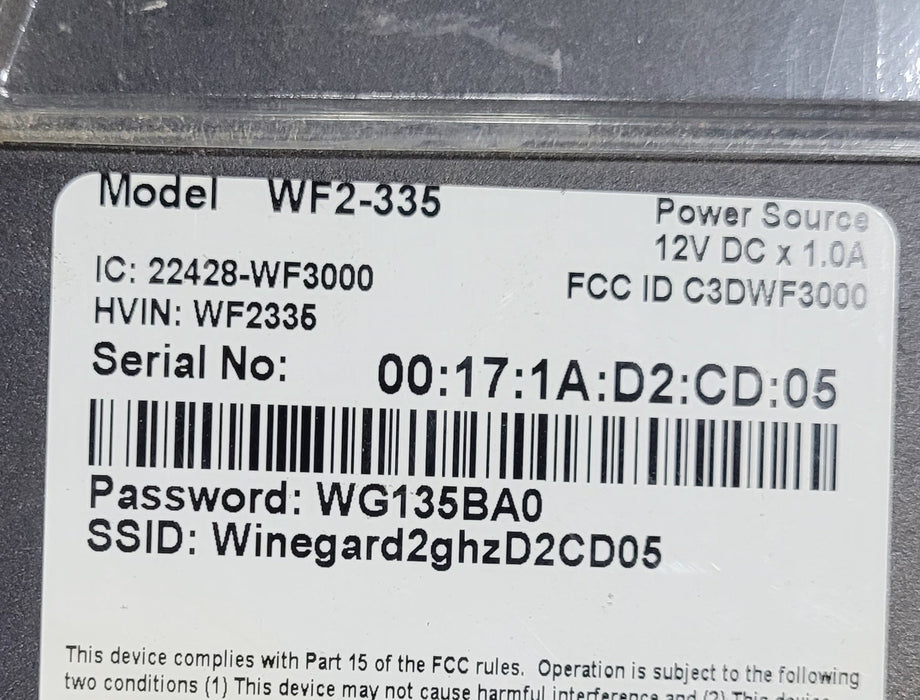 Model WF2-335
Power Source
12V DC x 1.0A
IC: 22428-WF3000
FCC ID C3DWF3000
HVIN: WF2335
Serial No: 00:17:1A:D2:CD:05
Password: WG135BA0
SSID: Winegard2ghzD2CD05
This device complies with Part 15 of the FCC rules. Operation is subject to the following
two conditions (1) This device may not cause harmful interference and (2) This device